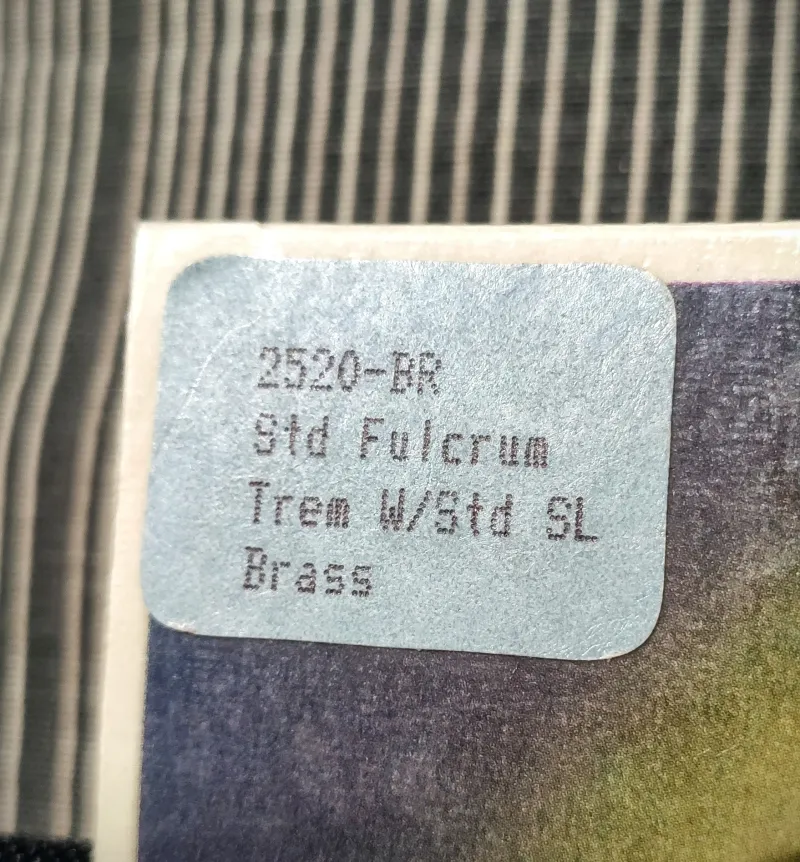 2520-BR
Std Fulcrum
Trem W/Std SL
Brass